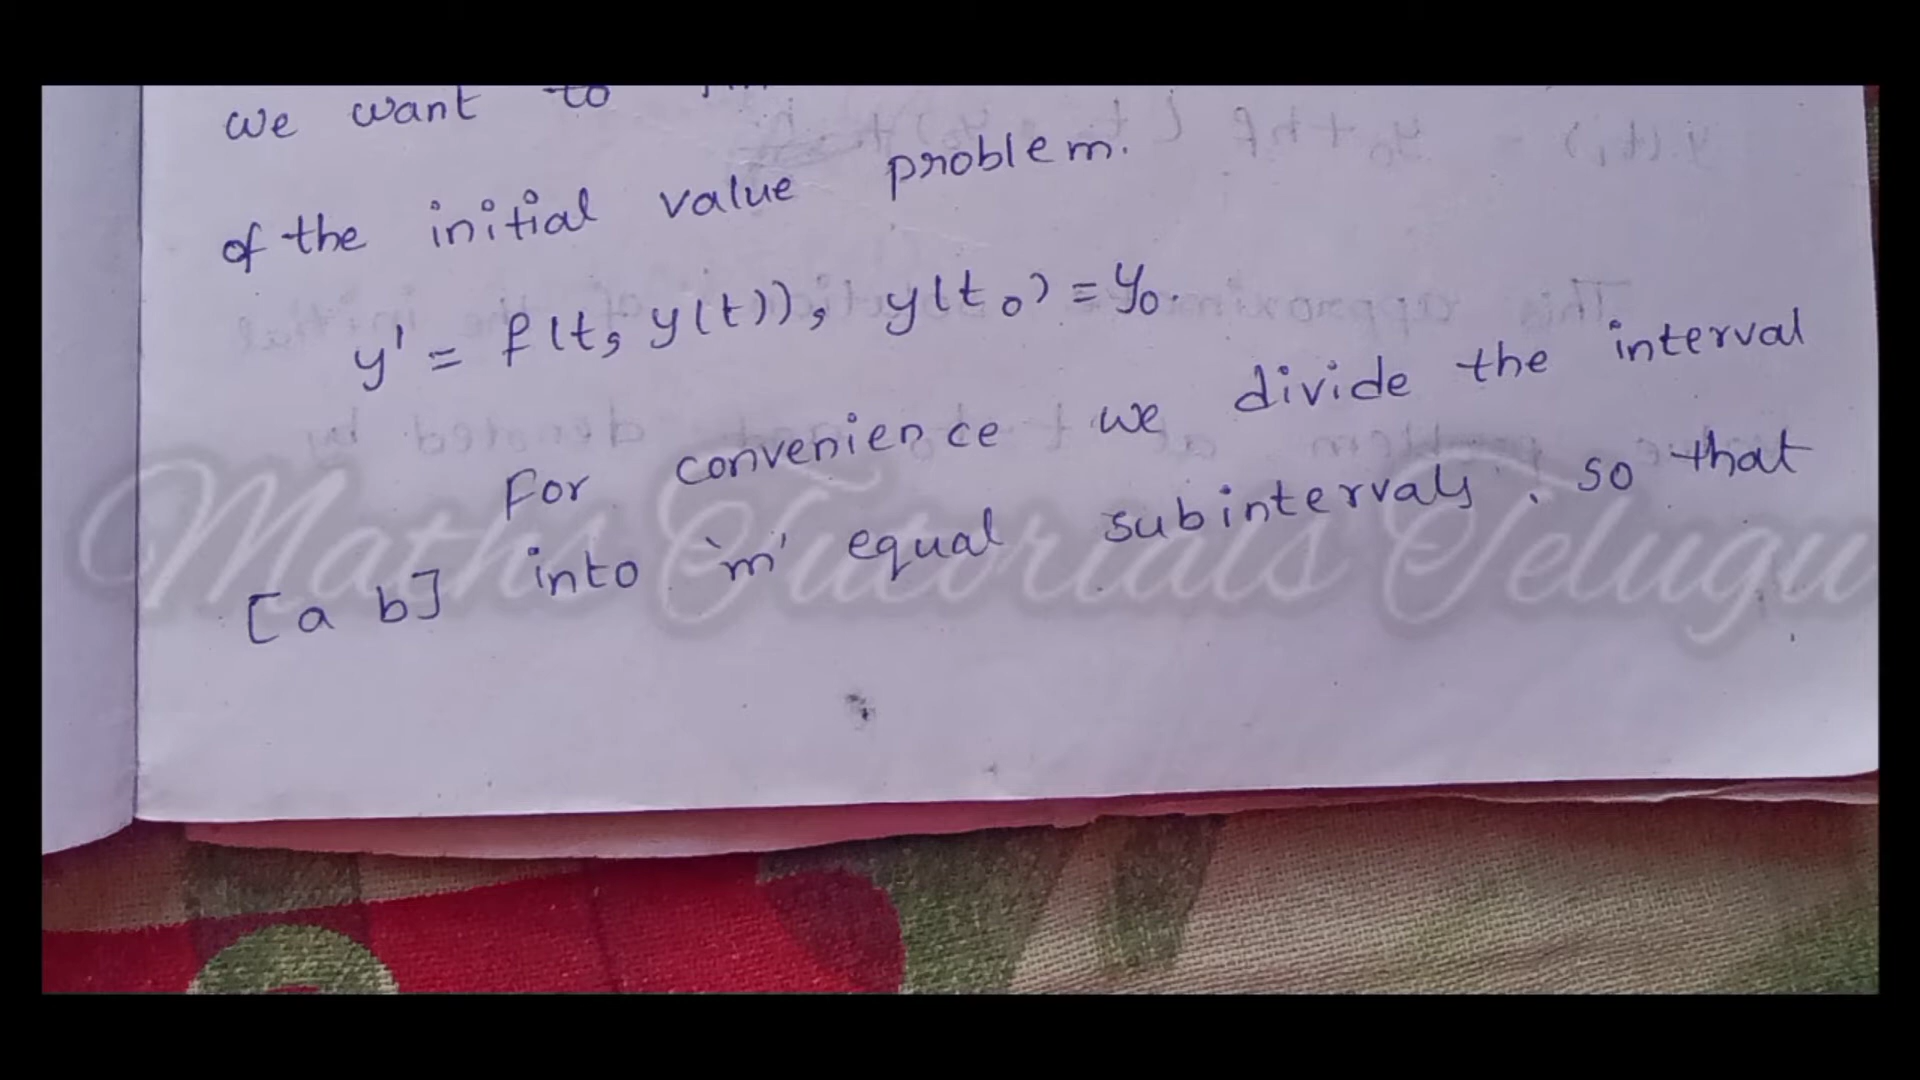 we want to
of the initial value problem.
y' = f(t, y(t)), y(t₀) = y₀.
For convenience we divide the interval
[a b] into 'm' equal subintervals. so that
Maths Tutorials Telugu